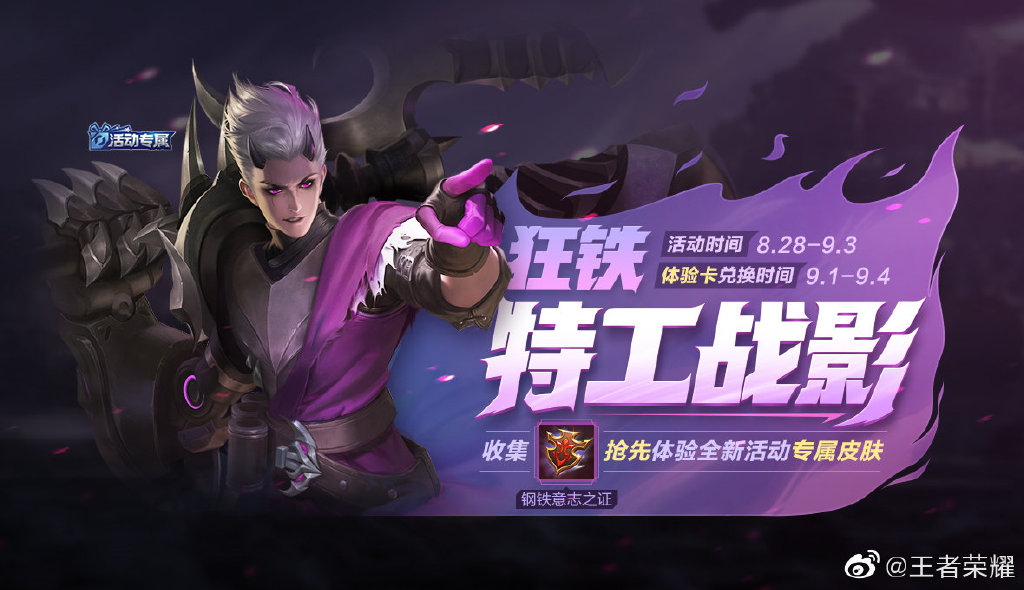 活动专属
狂铁
活动时间 8.28-9.3
体验卡兑换时间 9.1-9.4
特工战影
收集
抢先体验全新活动专属皮肤
钢铁意志之证
@王者荣耀